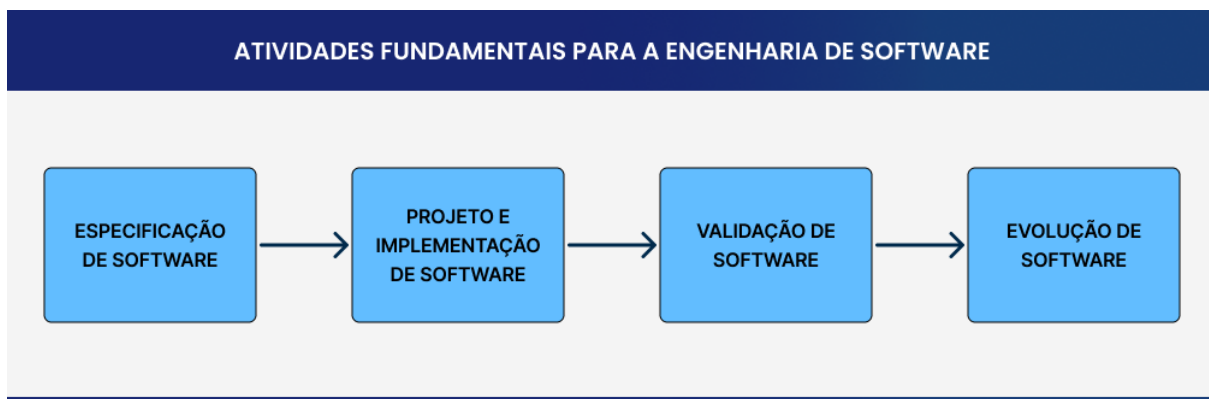 ATIVIDADES FUNDAMENTAIS PARA A ENGENHARIA DE SOFTWARE
ESPECIFICAÇÃO
DE SOFTWARE
PROJETO E
IMPLEMENTAÇÃO
DE SOFTWARE
VALIDAÇÃO DE
SOFTWARE
EVOLUÇÃO DE
SOFTWARE